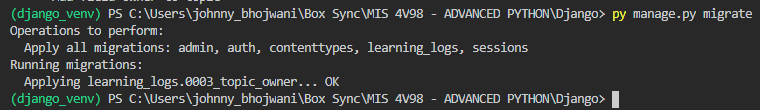 (django_venv) PS C:\Users\johnny_bhojwani\Box Sync\MIS 4V98 - ADVANCED PYTHON\Django> py manage.py migrate
Operations to perform:
  Apply all migrations: admin, auth, contenttypes, learning_logs, sessions
Running migrations:
  Applying learning_logs.0003_topic_owner... OK
(django_venv) PS C:\Users\johnny_bhojwani\Box Sync\MIS 4V98 - ADVANCED PYTHON\Django>